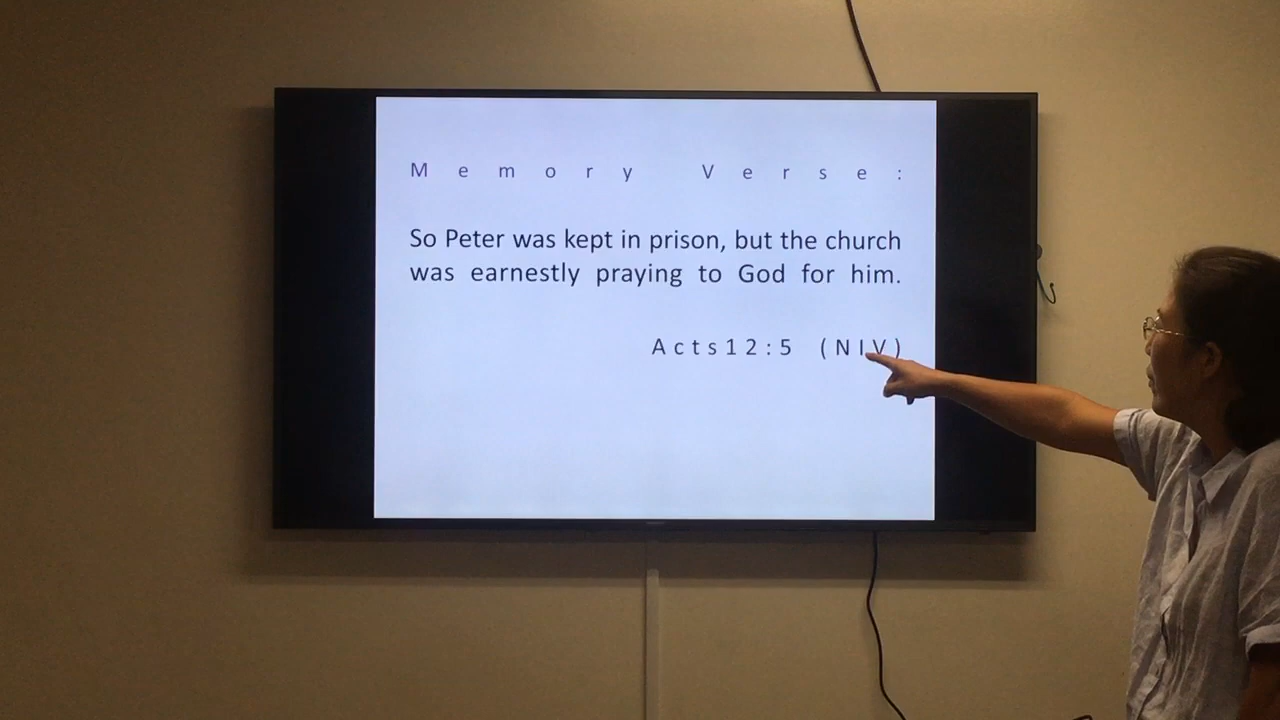 Memory Verse:
So Peter was kept in prison, but the church
was earnestly praying to God for him.
Acts12:5 (NIV)